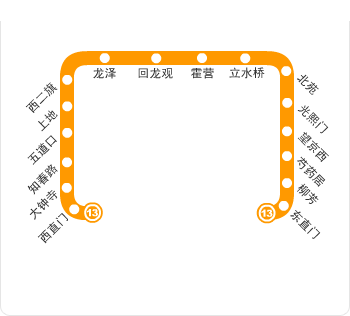 龙泽
回龙观
霍营
立水桥
西二旗
上地
五道口
知春路
大钟寺
西直门
北苑
光熙门
望京西
芍药居
柳芳
东直门
13
13